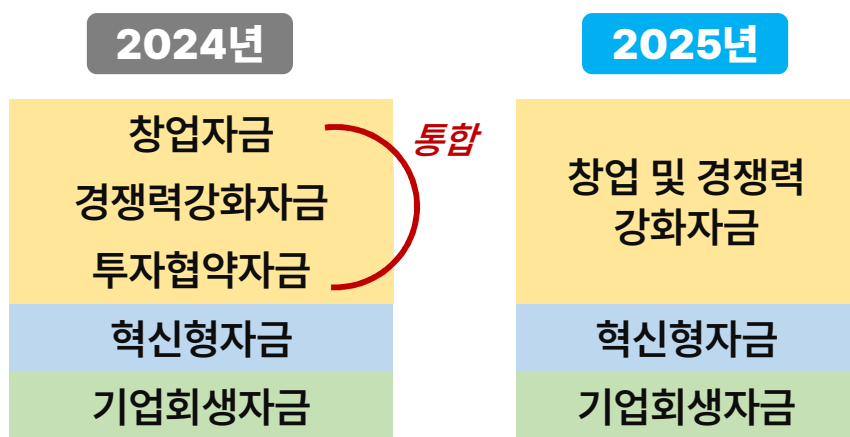 2024년
창업자금
경쟁력강화자금
투자협약자금
혁신형자금
기업회생자금
통합
2025년
창업 및 경쟁력
강화자금
혁신형자금
기업회생자금